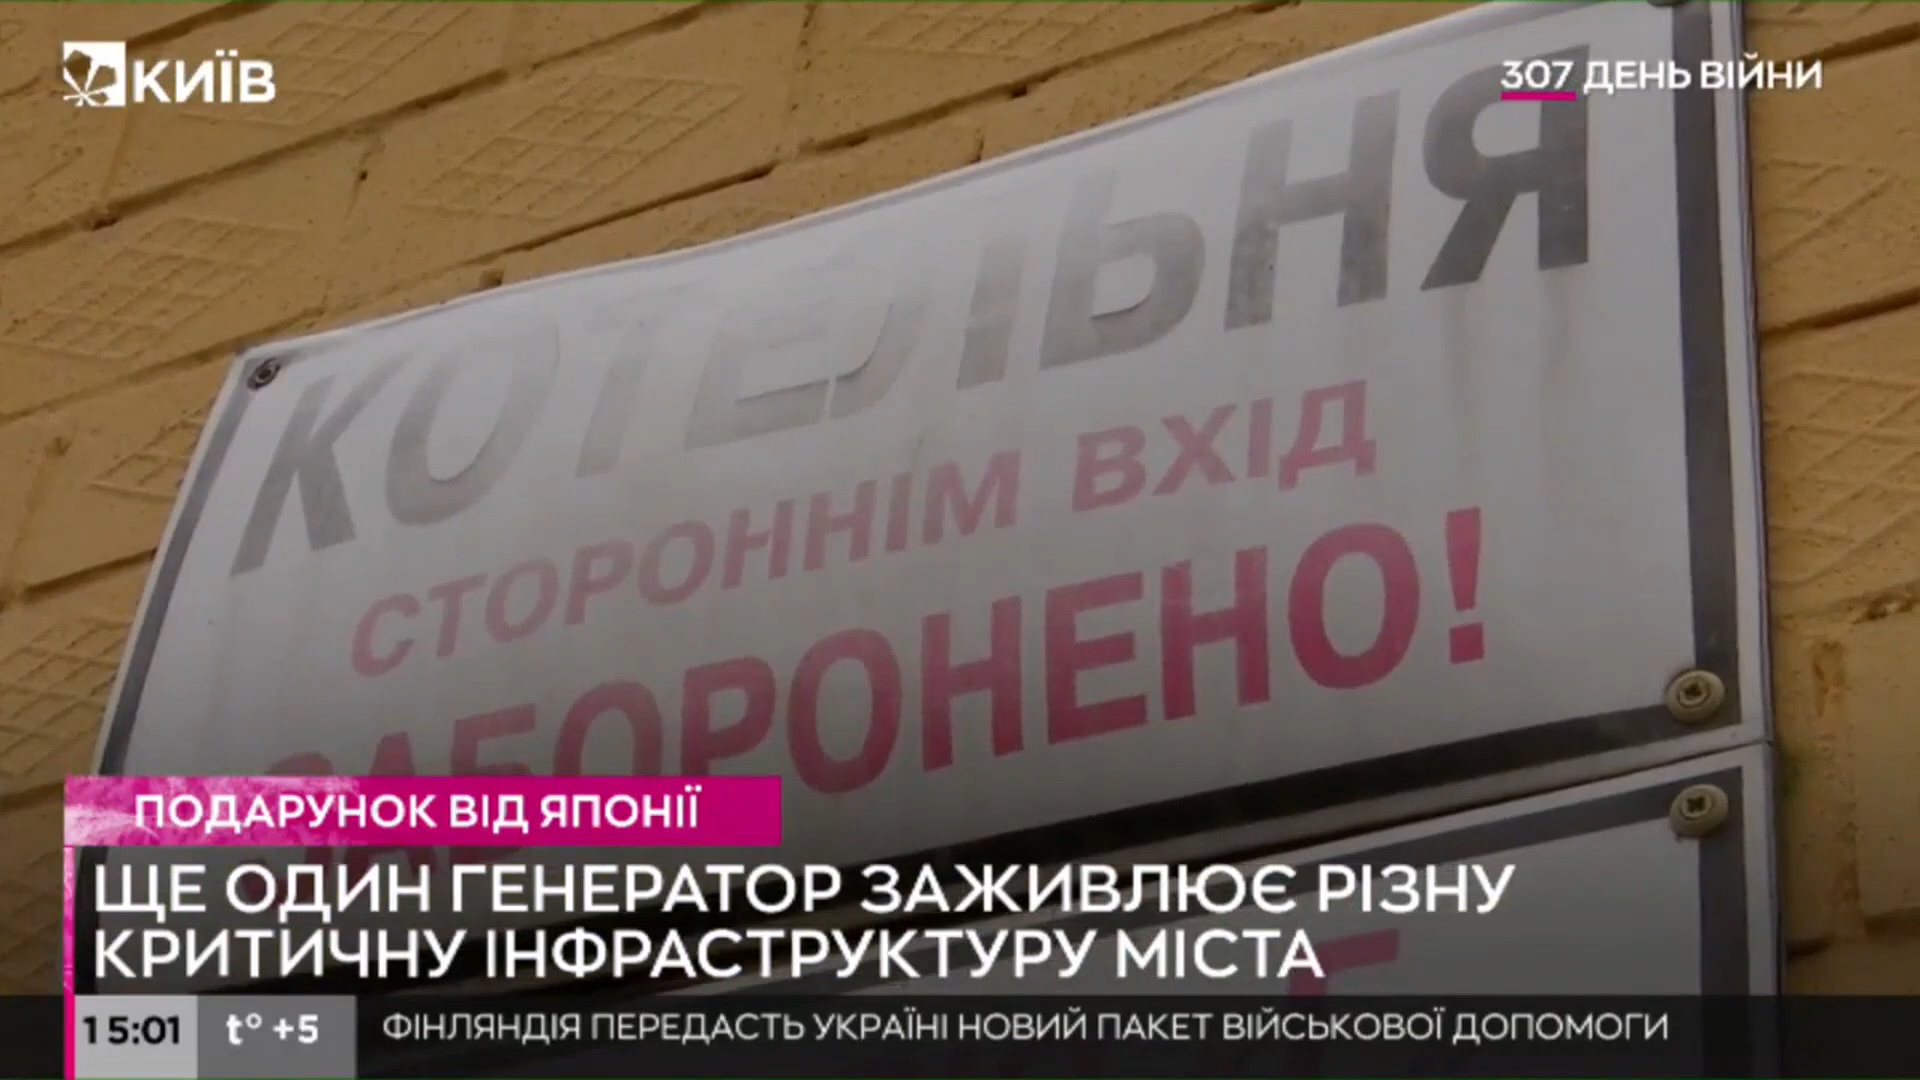 КИЇВ
307 ДЕНЬ ВІЙНИ
КОТЕЛЬНЯ
СТОРОННІМ ВХІД
ЗАБОРОНЕНО!
ПОДАРУНОК ВІД ЯПОНІЇ
ЩЕ ОДИН ГЕНЕРАТОР ЗАЖИВЛЮЄ РІЗНУ
КРИТИЧНУ ІНФРАСТРУКТУРУ МІСТА
15:01 t° +5 ФІНЛЯНДІЯ ПЕРЕДАСТЬ УКРАЇНІ НОВИЙ ПАКЕТ ВІЙСЬКОВОЇ ДОПОМОГИ